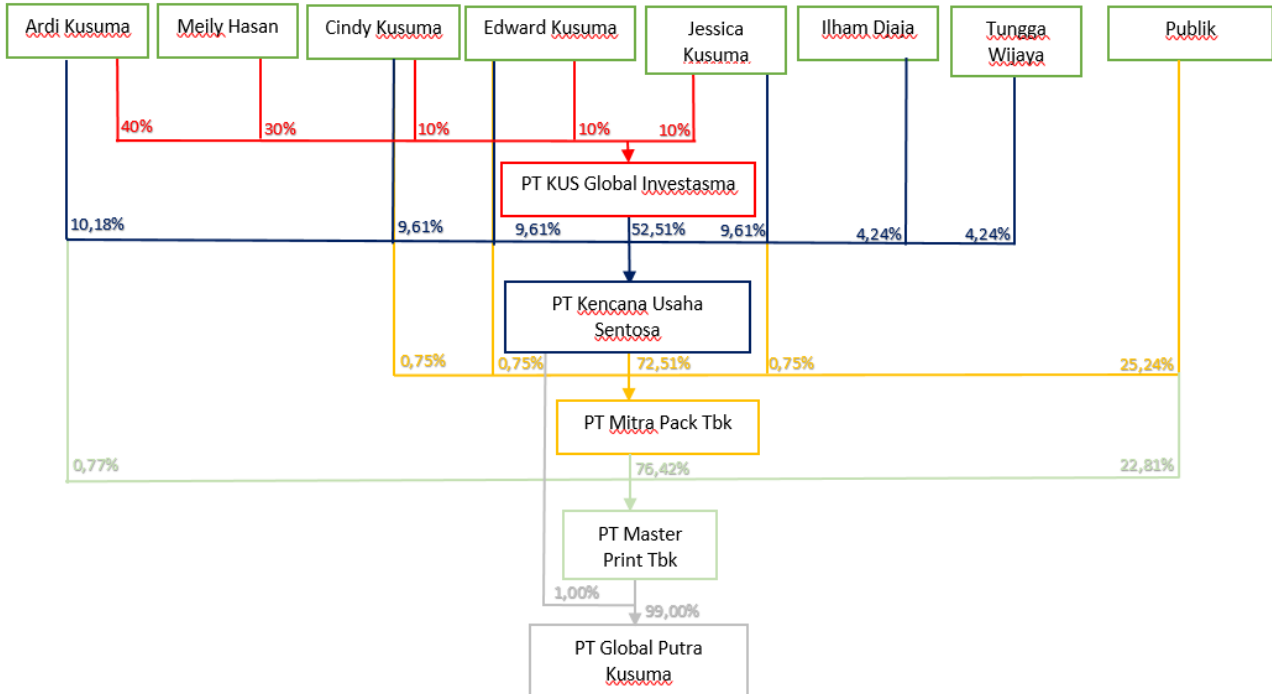 Ardi Kusuma
Meily Hasan
Cindy Kusuma
Edward Kusuma
Jessica
Kusuma
Ilham Djaja
Tungga
Wijaya
Publik
40%
30%
10%
10%
10%
PT KUS Global Investasma
10,18%
9,61%
9,61%
52,51%
9,61%
4,24%
4,24%
PT Kencana Usaha
Sentosa
0,75%
0,75%
72,51%
0,75%
25,24%
PT Mitra Pack Tbk
0,77%
76,42%
22,81%
PT Master
Print Tbk
1,00%
99,00%
PT Global Putra
Kusuma